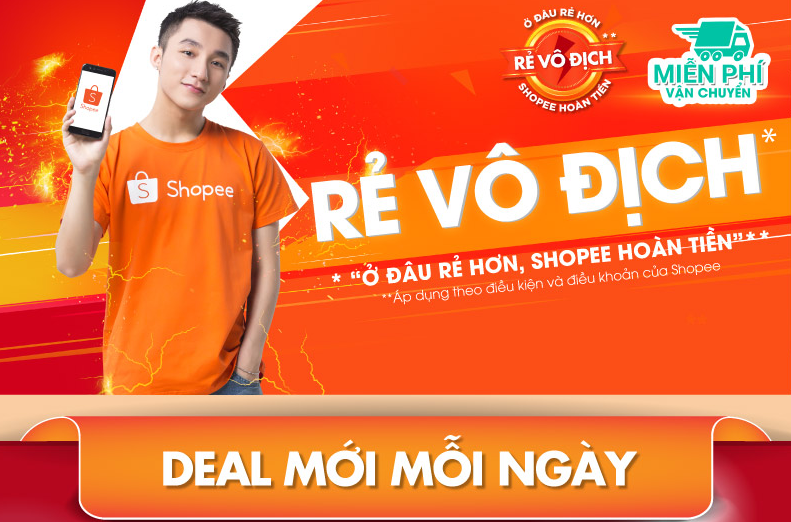 Ở ĐÂU RẺ HƠN
**
RẺ VÔ ĐỊCH
SHOPEE HOÀN TIỀN
MIỄN PHÍ
VẬN CHUYỂN
S
Shopee
S Shopee
RẺ VÔ ĐỊCH*
* “Ở ĐÂU RẺ HƠN, SHOPEE HOÀN TIỀN”**
**Áp dụng theo điều kiện và điều khoản của Shopee
DEAL MỚI MỖI NGÀY